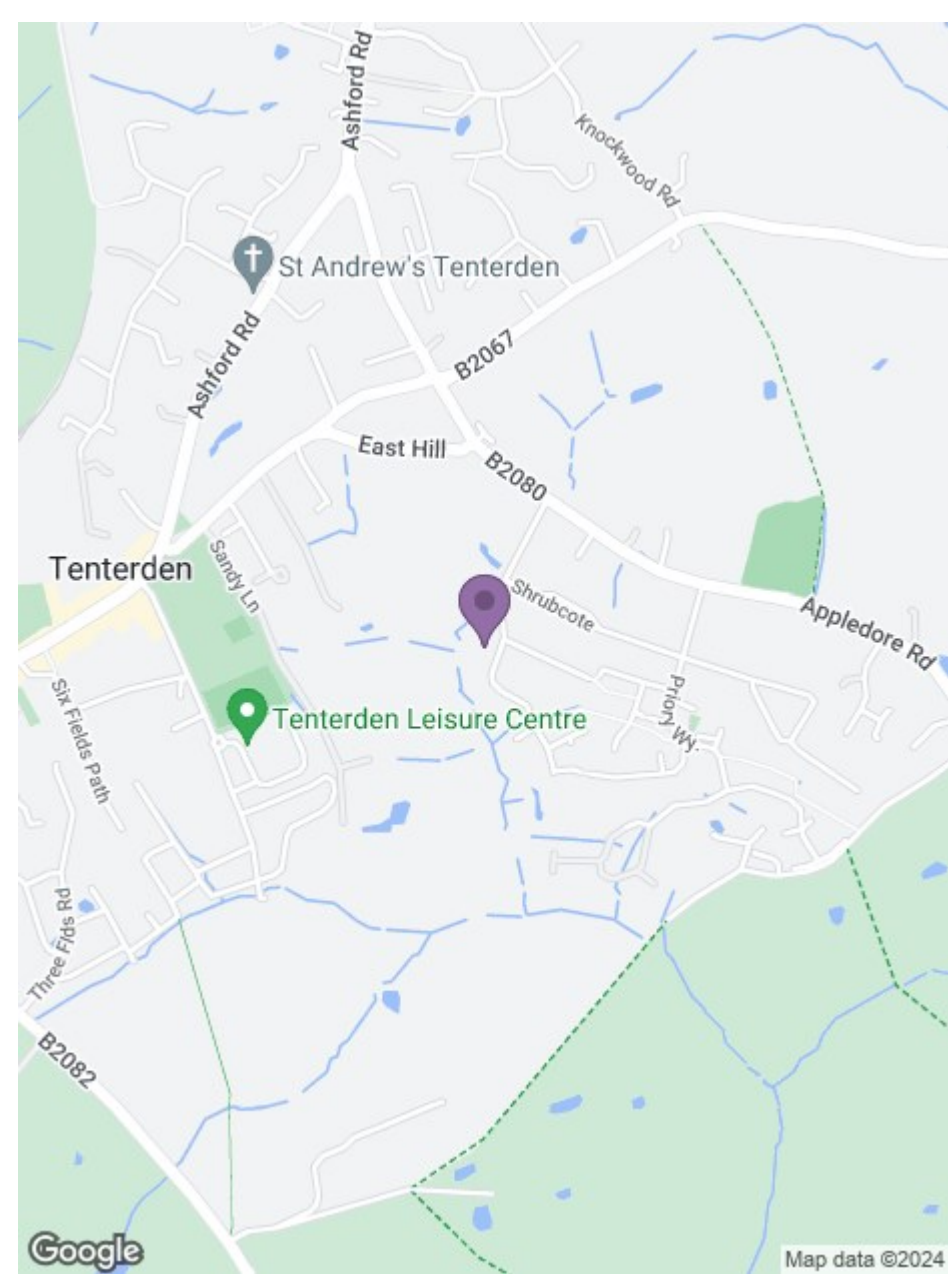 Ashford Rd
Knockwood Rd
St Andrew's Tenterden
Ashford Rd
B2067
East Hill
B2080
Tenterden
Sandy Ln
Shrubcote
Appledore Rd
Six Fields Path
Priory Wy.
Tenterden Leisure Centre
Three Flds Rd
B2082
Google
Map data ©2024